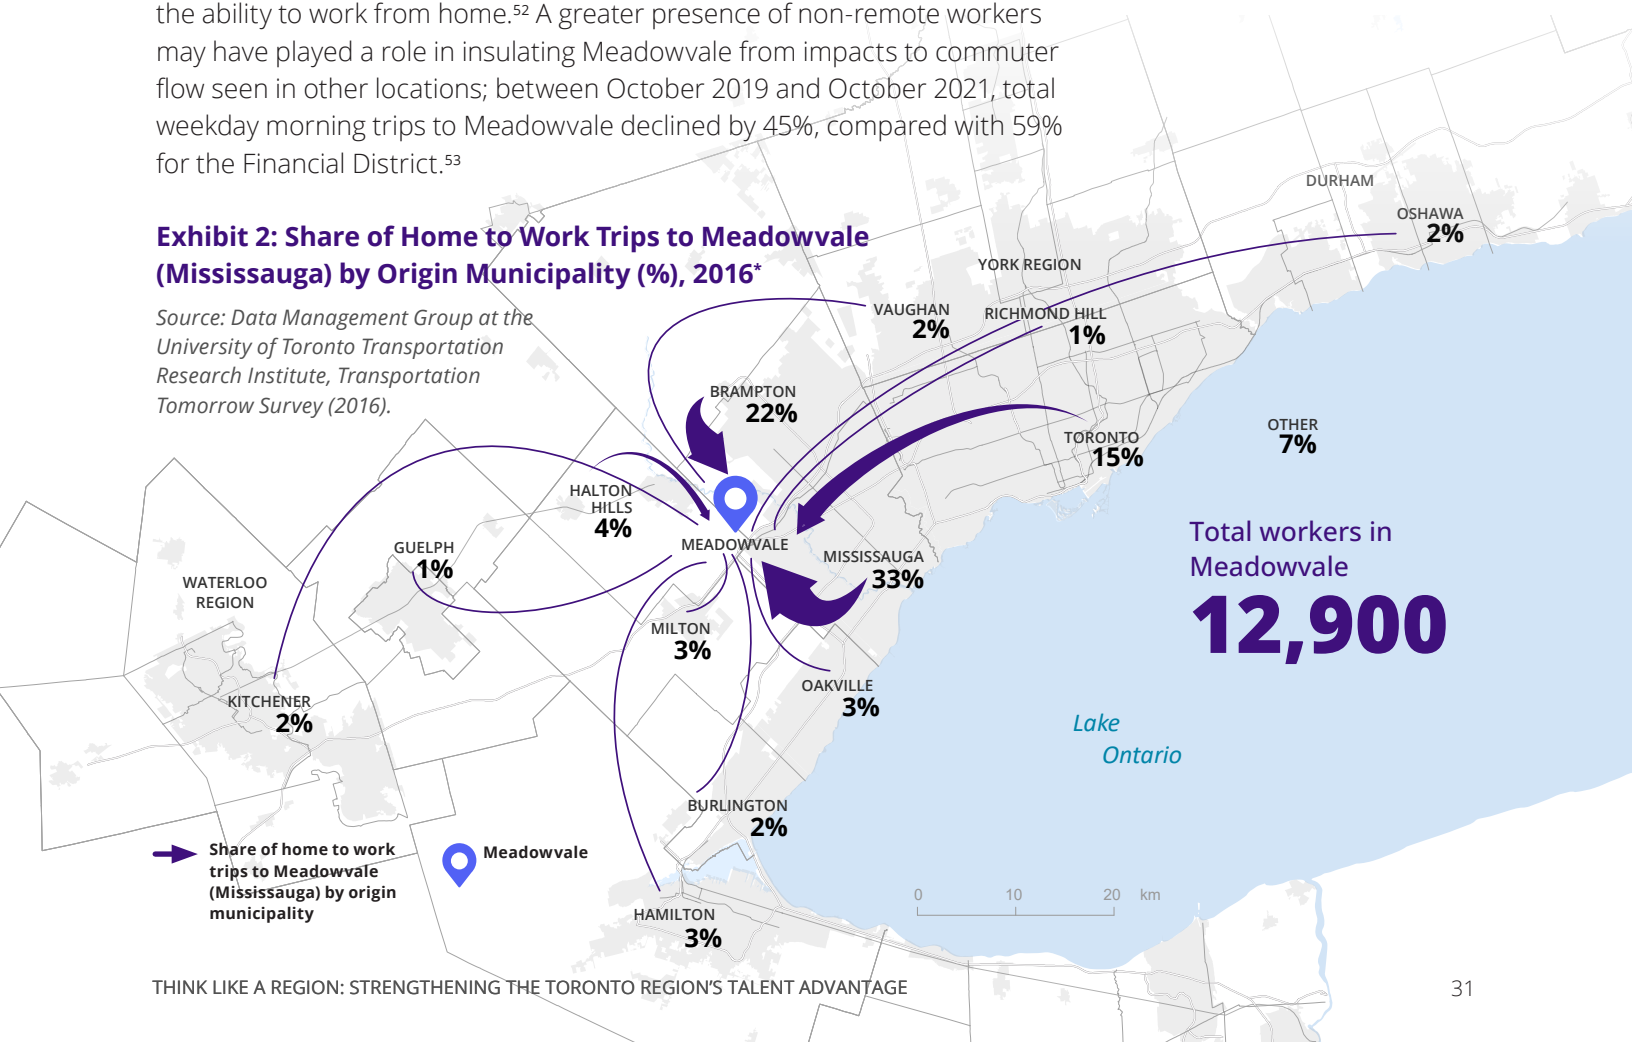 the ability to work from home.52 A greater presence of non-remote workers
may have played a role in insulating Meadowvale from impacts to commuter
flow seen in other locations; between October 2019 and October 2021, total
weekday morning trips to Meadowvale declined by 45%, compared with 59%
for the Financial District.53
Exhibit 2: Share of Home to Work Trips to Meadowvale
(Mississauga) by Origin Municipality (%), 2016*
Source: Data Management Group at the
University of Toronto Transportation
Research Institute, Transportation
Tomorrow Survey (2016).
DURHAM
OSHAWA
2%
YORK REGION
VAUGHAN
2%
RICHMOND HILL
1%
BRAMPTON
22%
TORONTO
15%
OTHER
7%
HALTON
HILLS
4%
MEADOWVALE
MISSISSAUGA
33%
GUELPH
1%
WATERLOO
REGION
MILTON
3%
OAKVILLE
3%
KITCHENER
2%
Total workers in
Meadowvale
12,900
Lake
Ontario
BURLINGTON
2%
HAMILTON
3%
Share of home to work
trips to Meadowvale
(Mississauga) by origin
municipality
Meadowvale
0 10 20 km
THINK LIKE A REGION: STRENGTHENING THE TORONTO REGION'S TALENT ADVANTAGE
31